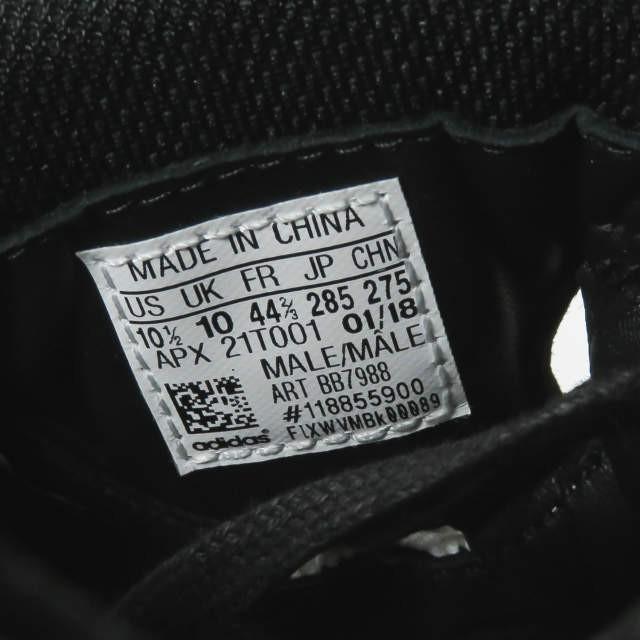 MADE IN CHINA
US UK FR JP CHN
10½ 10 44⅔ 285 275
APX 21T001 01/18
MALE/MÂLE
ART BB7988
#118855900
adidas